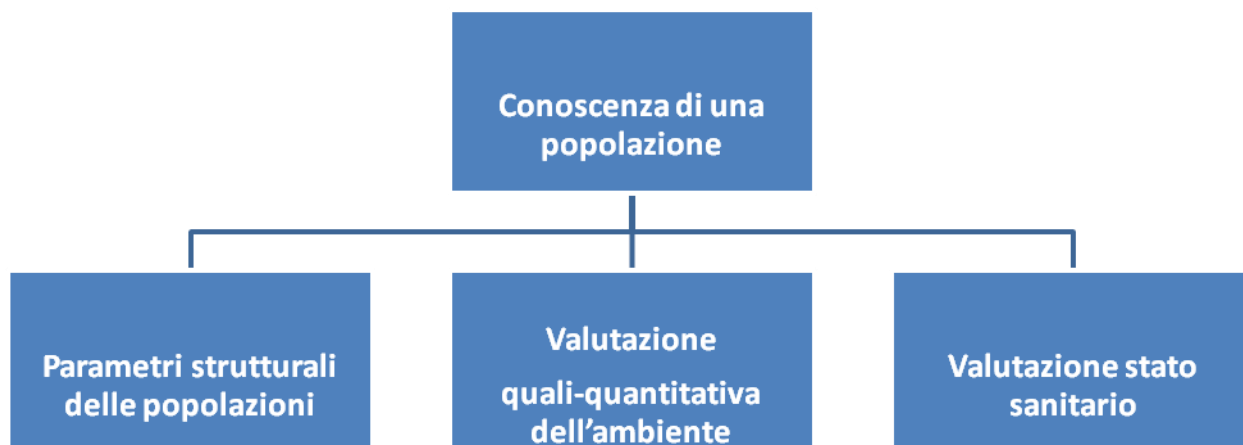 Conoscenza di una
popolazione
Parametri strutturali
delle popolazioni
Valutazione
quali-quantitativa
dell'ambiente
Valutazione stato
sanitario